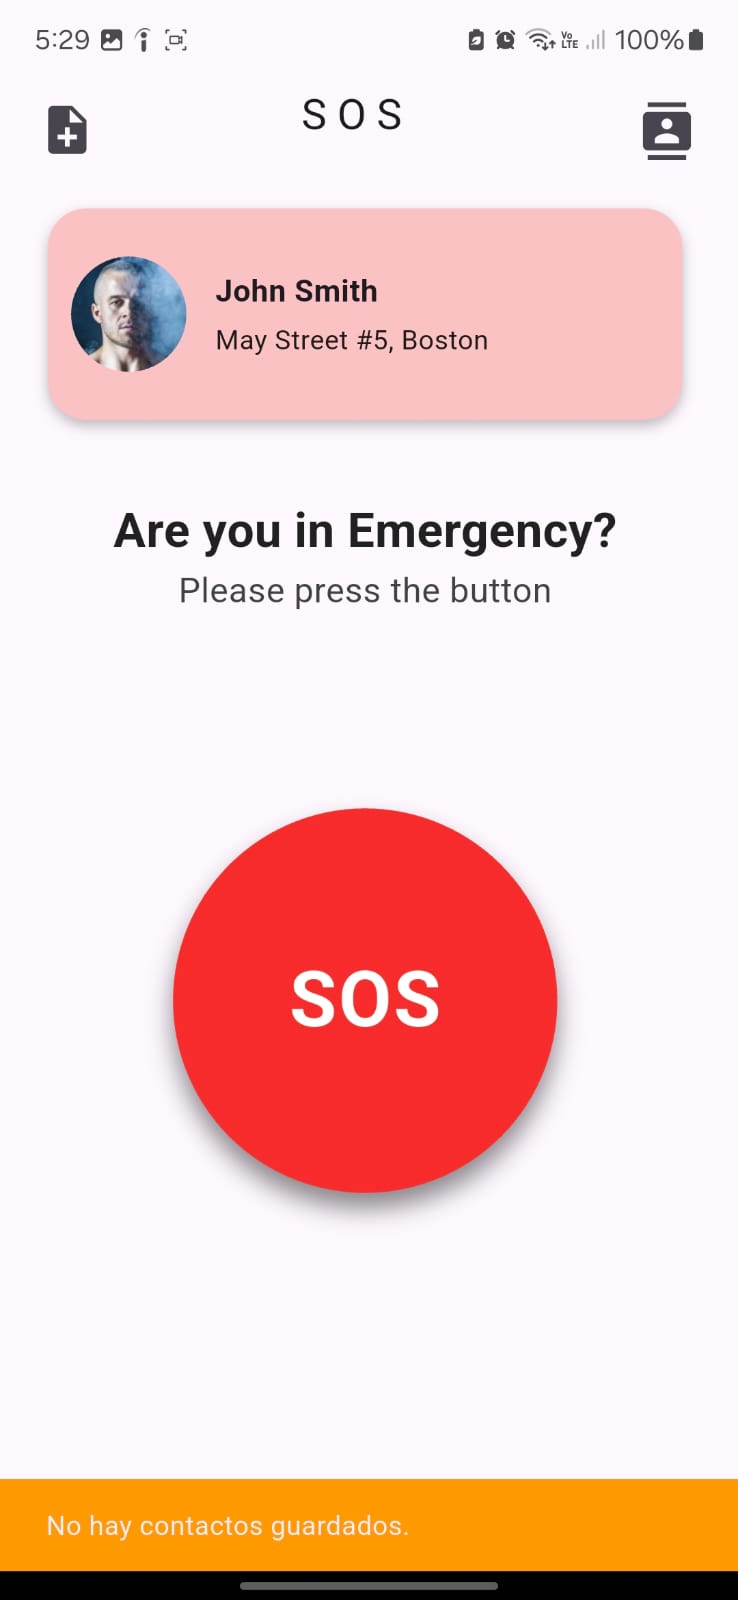 5:29 Vo LTE 100%
S O S
John Smith
May Street #5, Boston
Are you in Emergency?
Please press the button
SOS
No hay contactos guardados.